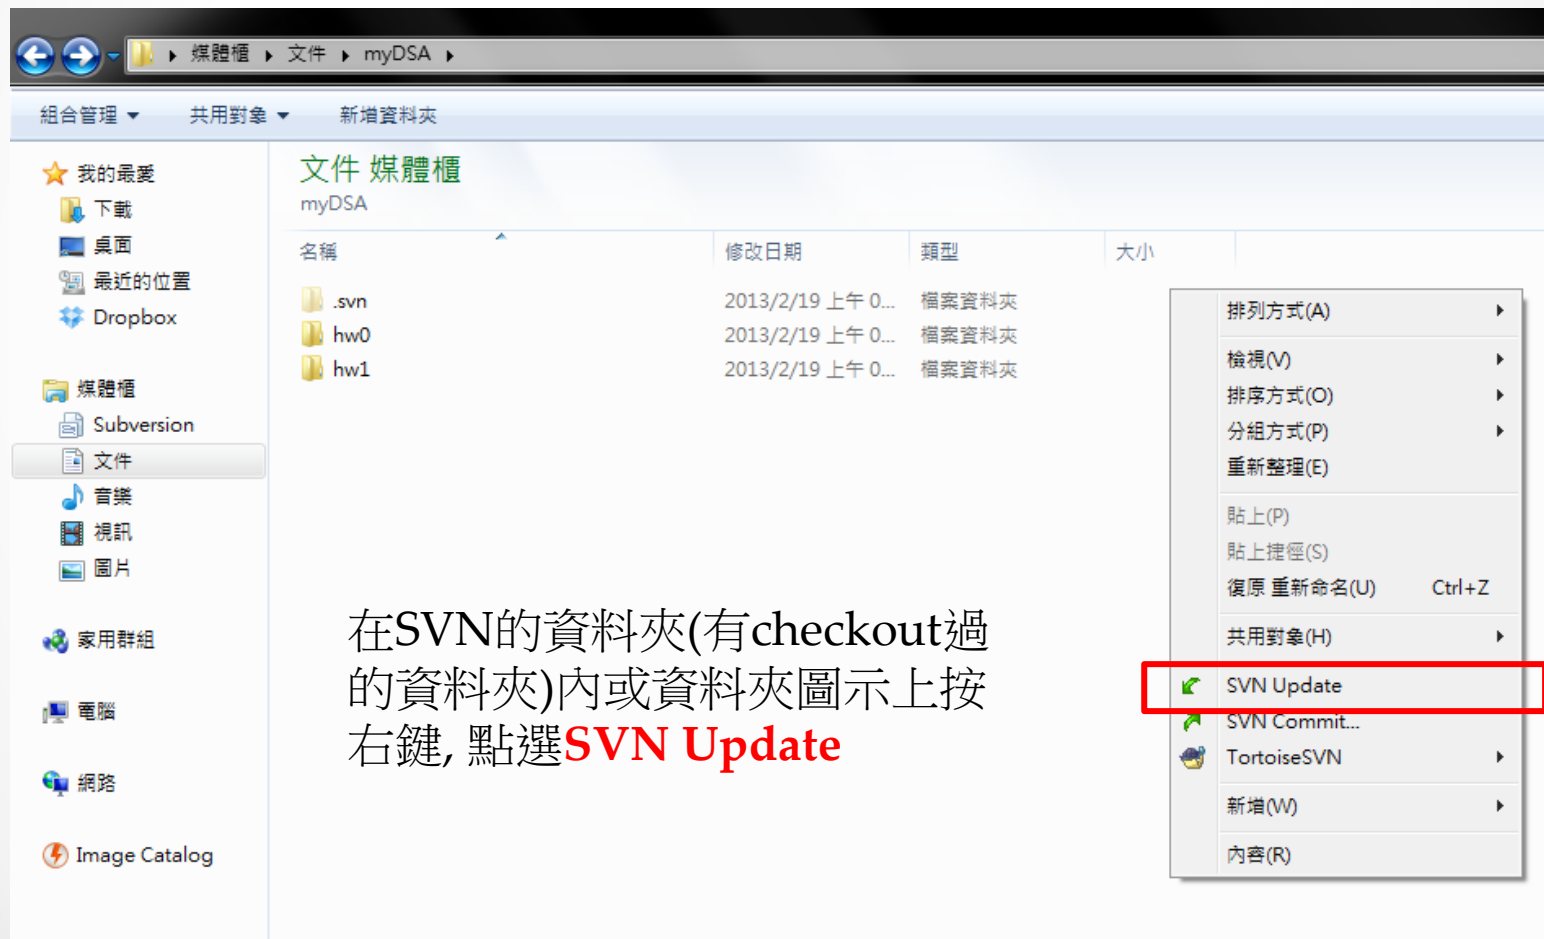 媒體櫃 文件 myDSA
組合管理 共用對象 新增資料夾
我的最愛
下載
桌面
最近的位置
Dropbox
媒體櫃
Subversion
文件
音樂
視訊
圖片
家用群組
電腦
網路
Image Catalog
文件 媒體櫃
myDSA
名稱 修改日期 類型 大小
.svn 2013/2/19 上午 0... 檔案資料夾
hw0 2013/2/19 上午 0... 檔案資料夾
hw1 2013/2/19 上午 0... 檔案資料夾
在SVN的資料夾(有checkout過
的資料夾)內或資料夾圖示上按
右鍵, 點選SVN Update
排列方式(A)
檢視(V)
排序方式(O)
分組方式(P)
重新整理(E)
貼上(P)
貼上捷徑(S)
復原 重新命名(U) Ctrl+Z
共用對象(H)
SVN Update
SVN Commit...
TortoiseSVN
新增(W)
內容(R)